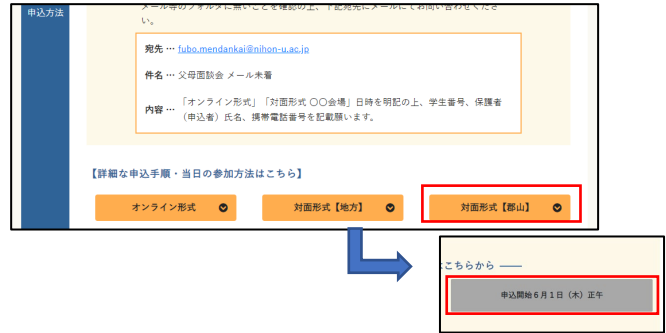 申込方法
メール等のフォルダに無いことを確認の上、下記宛先にメールにてお問い合わせくださ
い。
宛先 … fubo.mendankai@nihon-u.ac.jp
件名 … 父母面談会 メール未着
内容 … 「オンライン形式」「対面形式 〇〇会場」日時を明記の上、学生番号、保護者
（申込者）氏名、携帯電話番号を記載願います。
【詳細な申込手順・当日の参加方法はこちら】
オンライン形式
対面形式【地方】
対面形式【郡山】
はこちらから
申込開始６月１日（木）正午